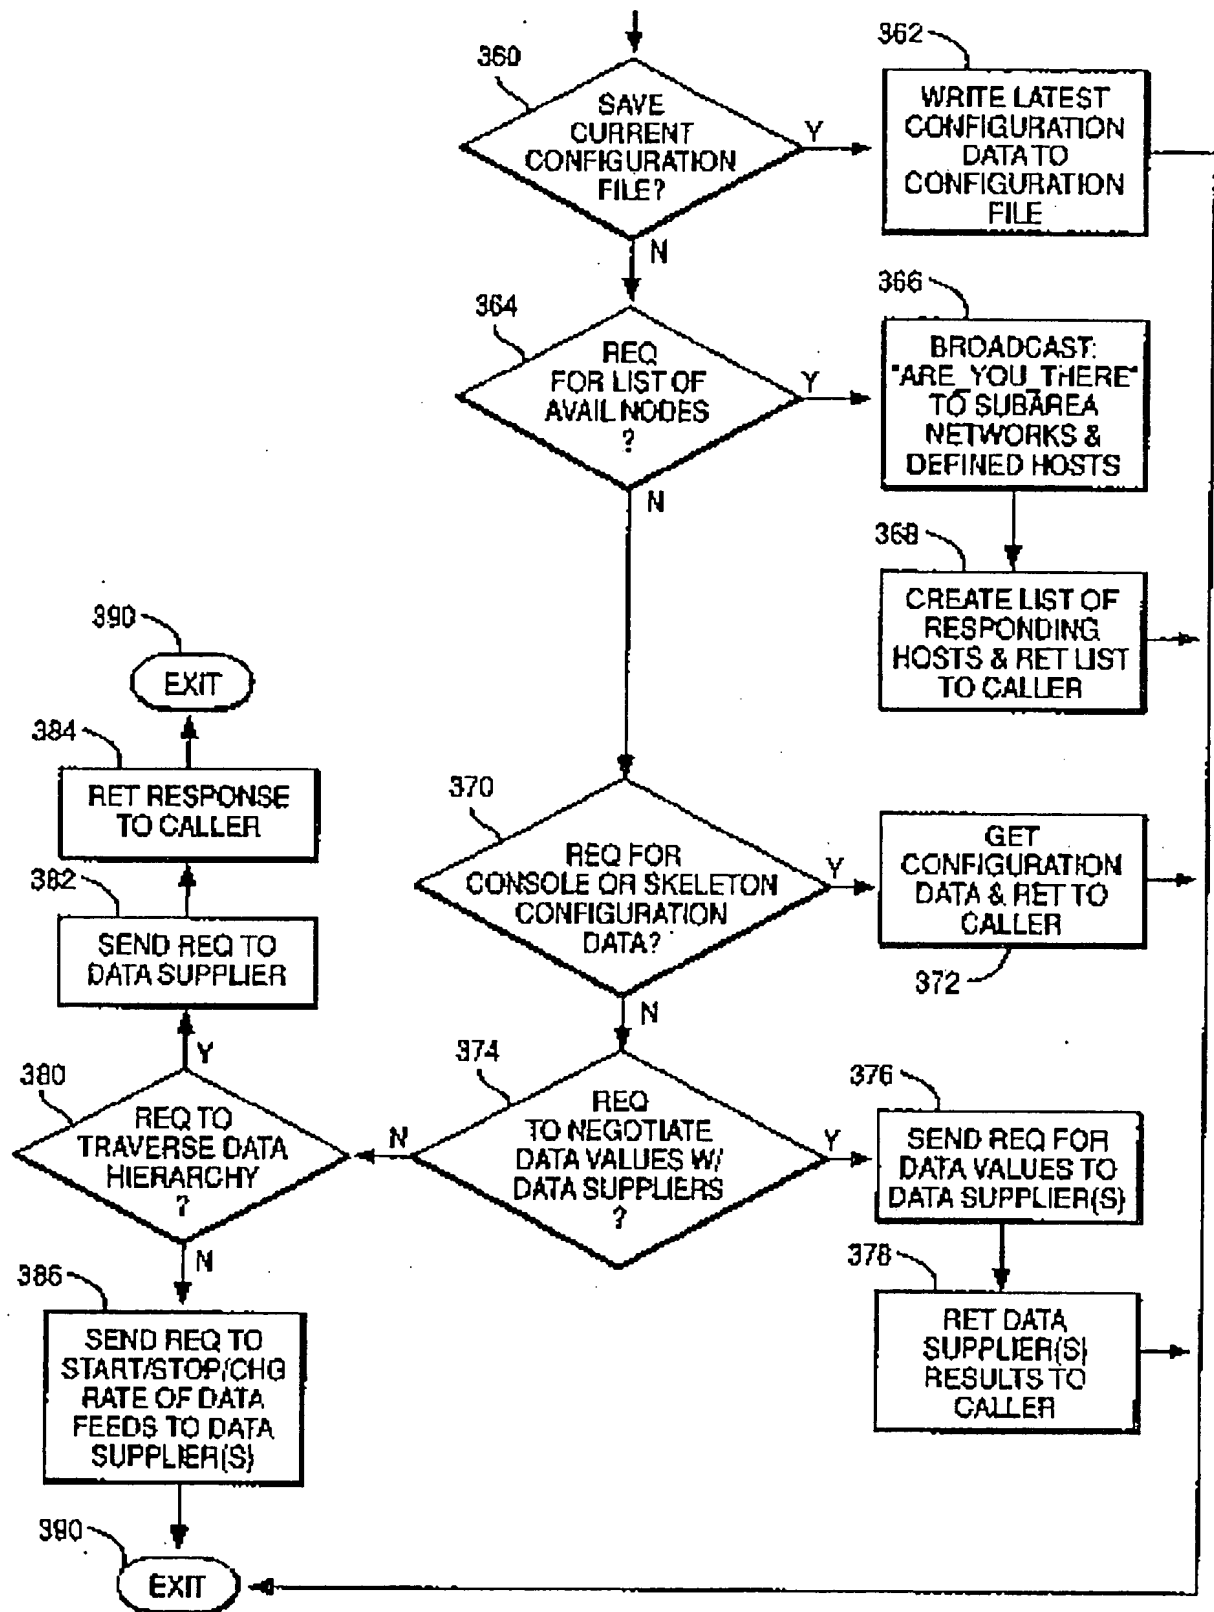 360
SAVE
CURRENT
CONFIGURATION
FILE?
Y
N
362
WRITE LATEST
CONFIGURATION
DATA TO
CONFIGURATION
FILE
364
REQ
FOR LIST OF
AVAIL NODES
?
Y
N
366
BROADCAST:
"ARE_YOU_THERE"
TO SUBAREA
NETWORKS &
DEFINED HOSTS
368
CREATE LIST OF
RESPONDING
HOSTS & RET LIST
TO CALLER
390
EXIT
384
RET RESPONSE
TO CALLER
382
SEND REQ TO
DATA SUPPLIER
370
REQ FOR
CONSOLE OR SKELETON
CONFIGURATION
DATA?
Y
N
GET
CONFIGURATION
DATA & RET TO
CALLER
372
374
REQ
TO NEGOTIATE
DATA VALUES W/
DATA SUPPLIERS
?
Y
N
376
SEND REQ FOR
DATA VALUES TO
DATA SUPPLIER(S)
378
RET DATA
SUPPLIER(S)
RESULTS TO
CALLER
380
REQ TO
TRAVERSE DATA
HIERARCHY
?
Y
N
386
SEND REQ TO
START/STOP/CHG
RATE OF DATA
FEEDS TO DATA
SUPPLIER(S)
390
EXIT